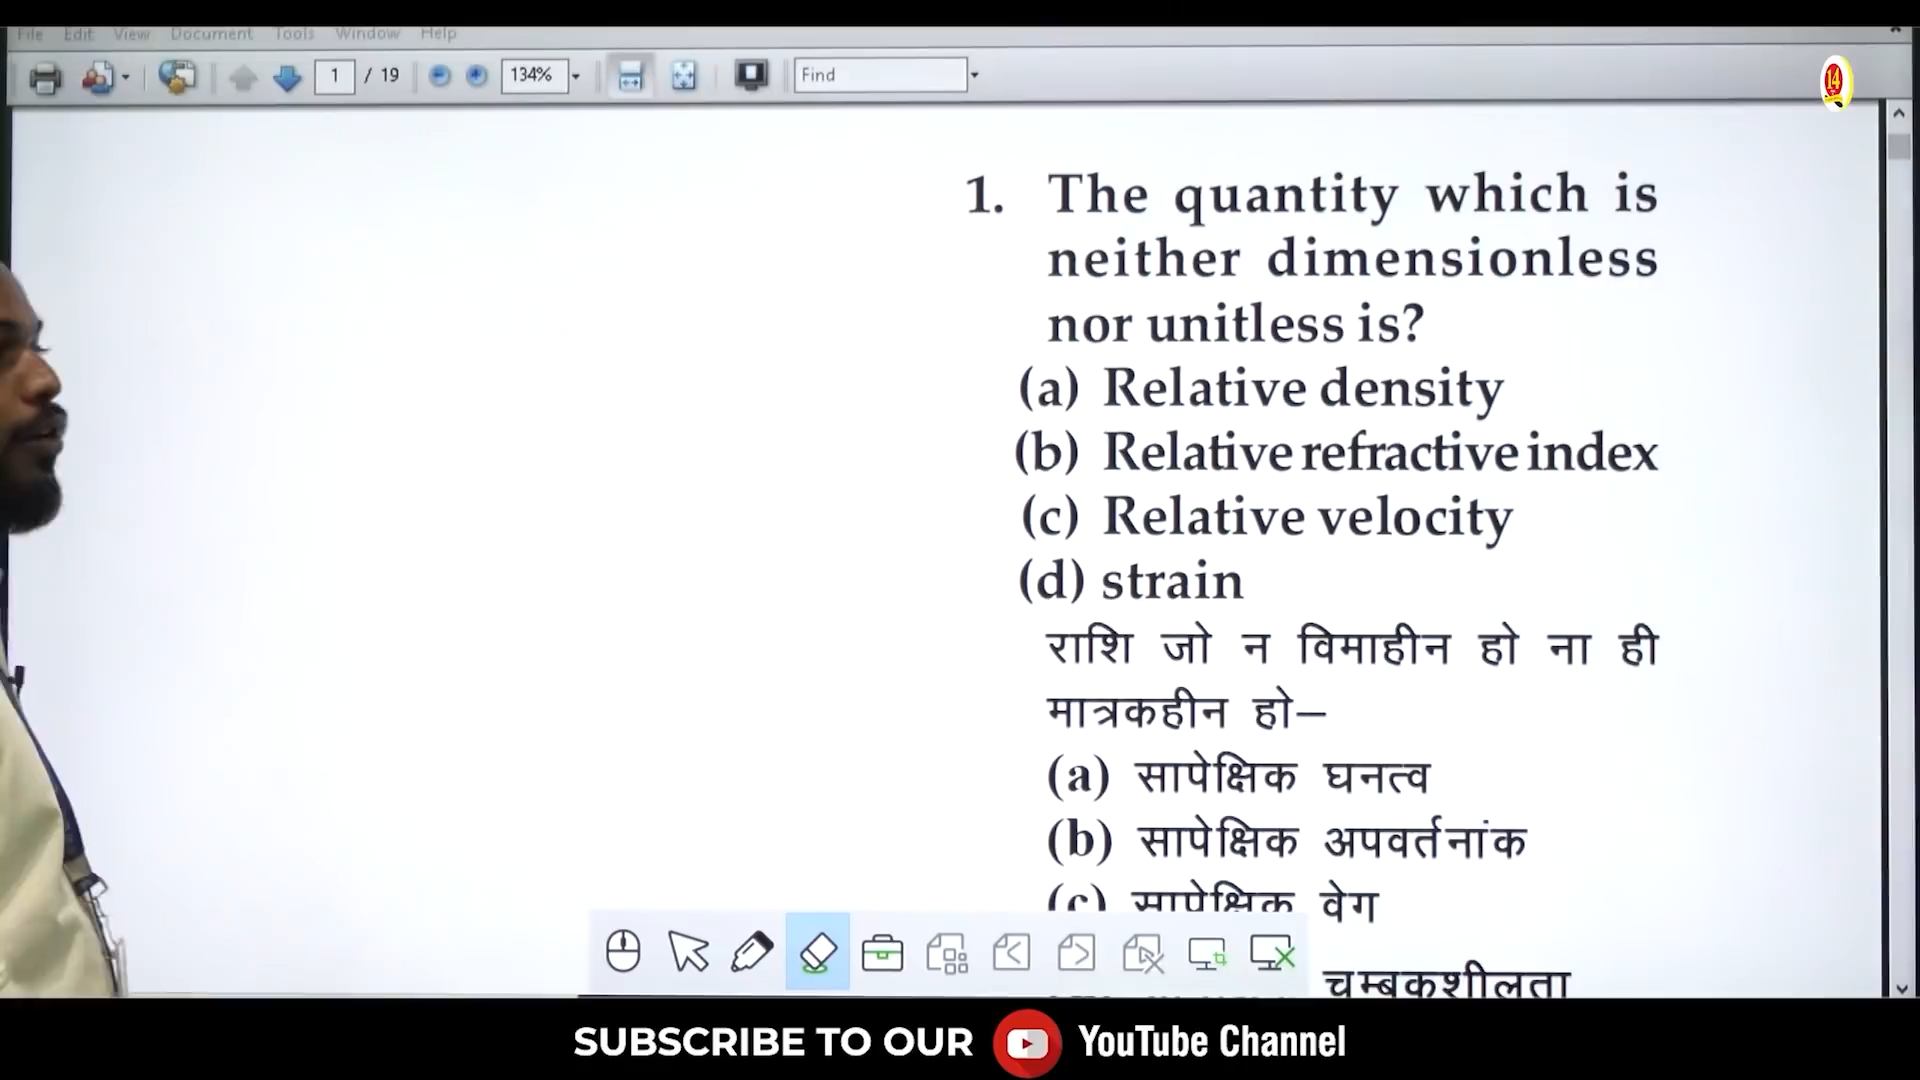 File Edit View Document Tools Window Help
1 / 19 134% Find
14
1. The quantity which is
neither dimensionless
nor unitless is?
(a) Relative density
(b) Relative refractive index
(c) Relative velocity
(d) strain
राशि जो न विमाहीन हो ना ही
मात्रकहीन हो–
(a) सापेक्षिक घनत्व
(b) सापेक्षिक अपवर्तनांक
(c) सापेक्षिक वेग
चुम्बकशीलता
SUBSCRIBE TO OUR YouTube Channel